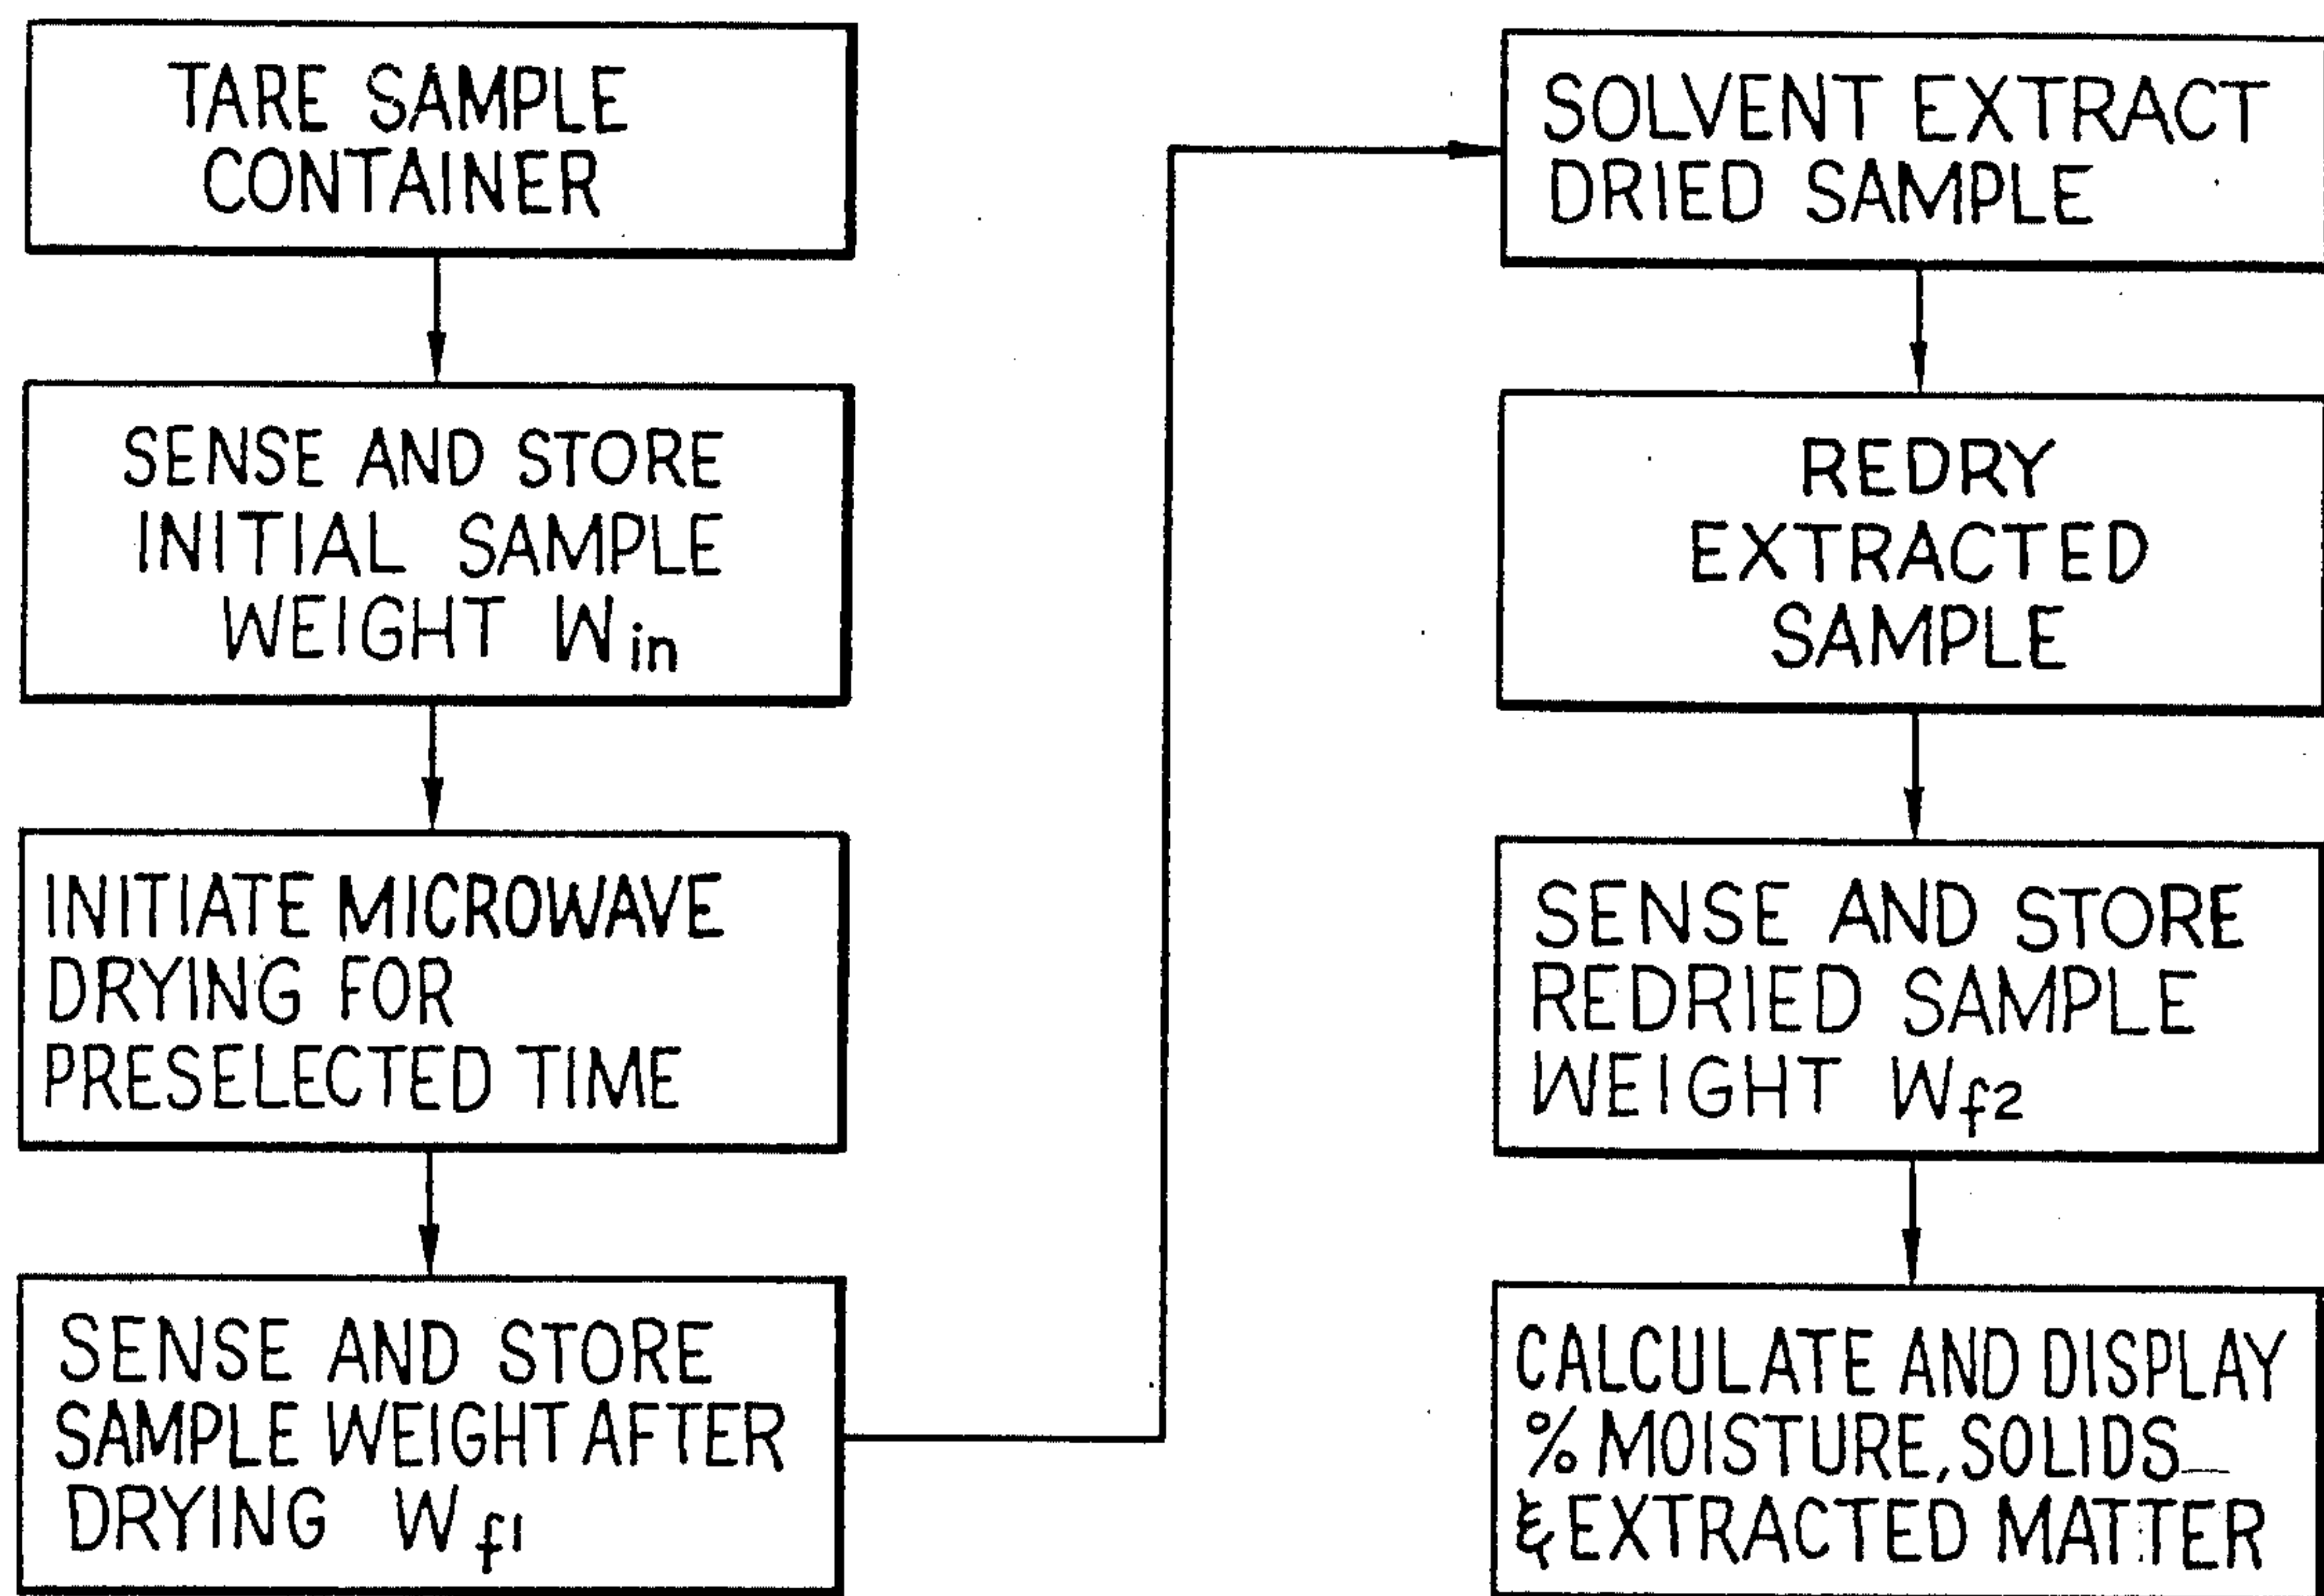 TARE SAMPLE
CONTAINER
SENSE AND STORE
INITIAL SAMPLE
WEIGHT Win
INITIATE MICROWAVE
DRYING FOR
PRESELECTED TIME
SENSE AND STORE
SAMPLE WEIGHT AFTER
DRYING Wf1
SOLVENT EXTRACT
DRIED SAMPLE
REDRY
EXTRACTED
SAMPLE
SENSE AND STORE
REDRIED SAMPLE
WEIGHT Wf2
CALCULATE AND DISPLAY
% MOISTURE, SOLIDS
& EXTRACTED MATTER